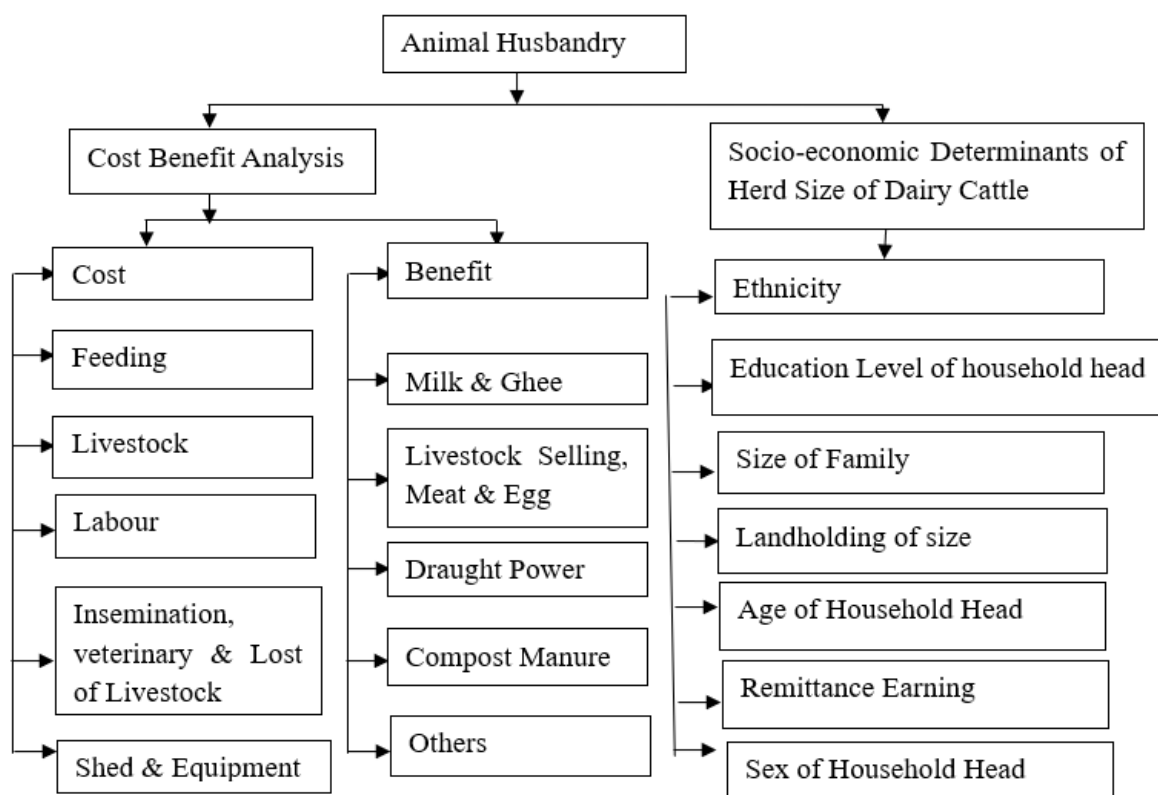 Animal Husbandry
Cost Benefit Analysis
Socio-economic Determinants of
Herd Size of Dairy Cattle
Cost
Feeding
Livestock
Labour
Insemination,
veterinary & Lost
of Livestock
Shed & Equipment
Benefit
Milk & Ghee
Livestock Selling,
Meat & Egg
Draught Power
Compost Manure
Others
Ethnicity
Education Level of household head
Size of Family
Landholding of size
Age of Household Head
Remittance Earning
Sex of Household Head